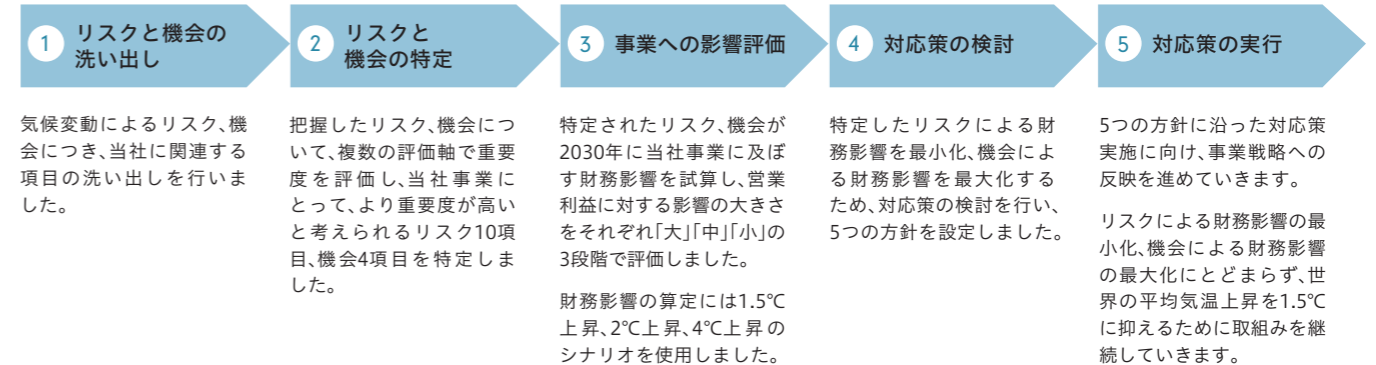 1 リスクと機会の
洗い出し
気候変動によるリスク、機
会につき、当社に関連する
項目の洗い出しを行いま
した。
2 リスクと
機会の特定
把握したリスク、機会につ
いて、複数の評価軸で重要
度を評価し、当社事業に
とって、より重要度が高い
と考えられるリスク10項
目、機会4項目を特定しま
した。
3 事業への影響評価
特定されたリスク、機会が
2030年に当社事業に及ぼ
す財務影響を試算し、営業
利益に対する影響の大きさ
をそれぞれ｢大｣｢中｣｢小｣の
3段階で評価しました。
財務影響の算定には1.5℃
上昇、2℃上昇、4℃上昇の
シナリオを使用しました。
4 対応策の検討
特定したリスクによる財
務影響を最小化、機会によ
る財務影響を最大化する
ため、対応策の検討を行い、
5つの方針を設定しました。
5 対応策の実行
5つの方針に沿った対応策
実施に向け、事業戦略への
反映を進めていきます。
リスクによる財務影響の最
小化、機会による財務影響
の最大化にとどまらず、世
界の平均気温上昇を1.5℃
に抑えるために取組みを継
続していきます。